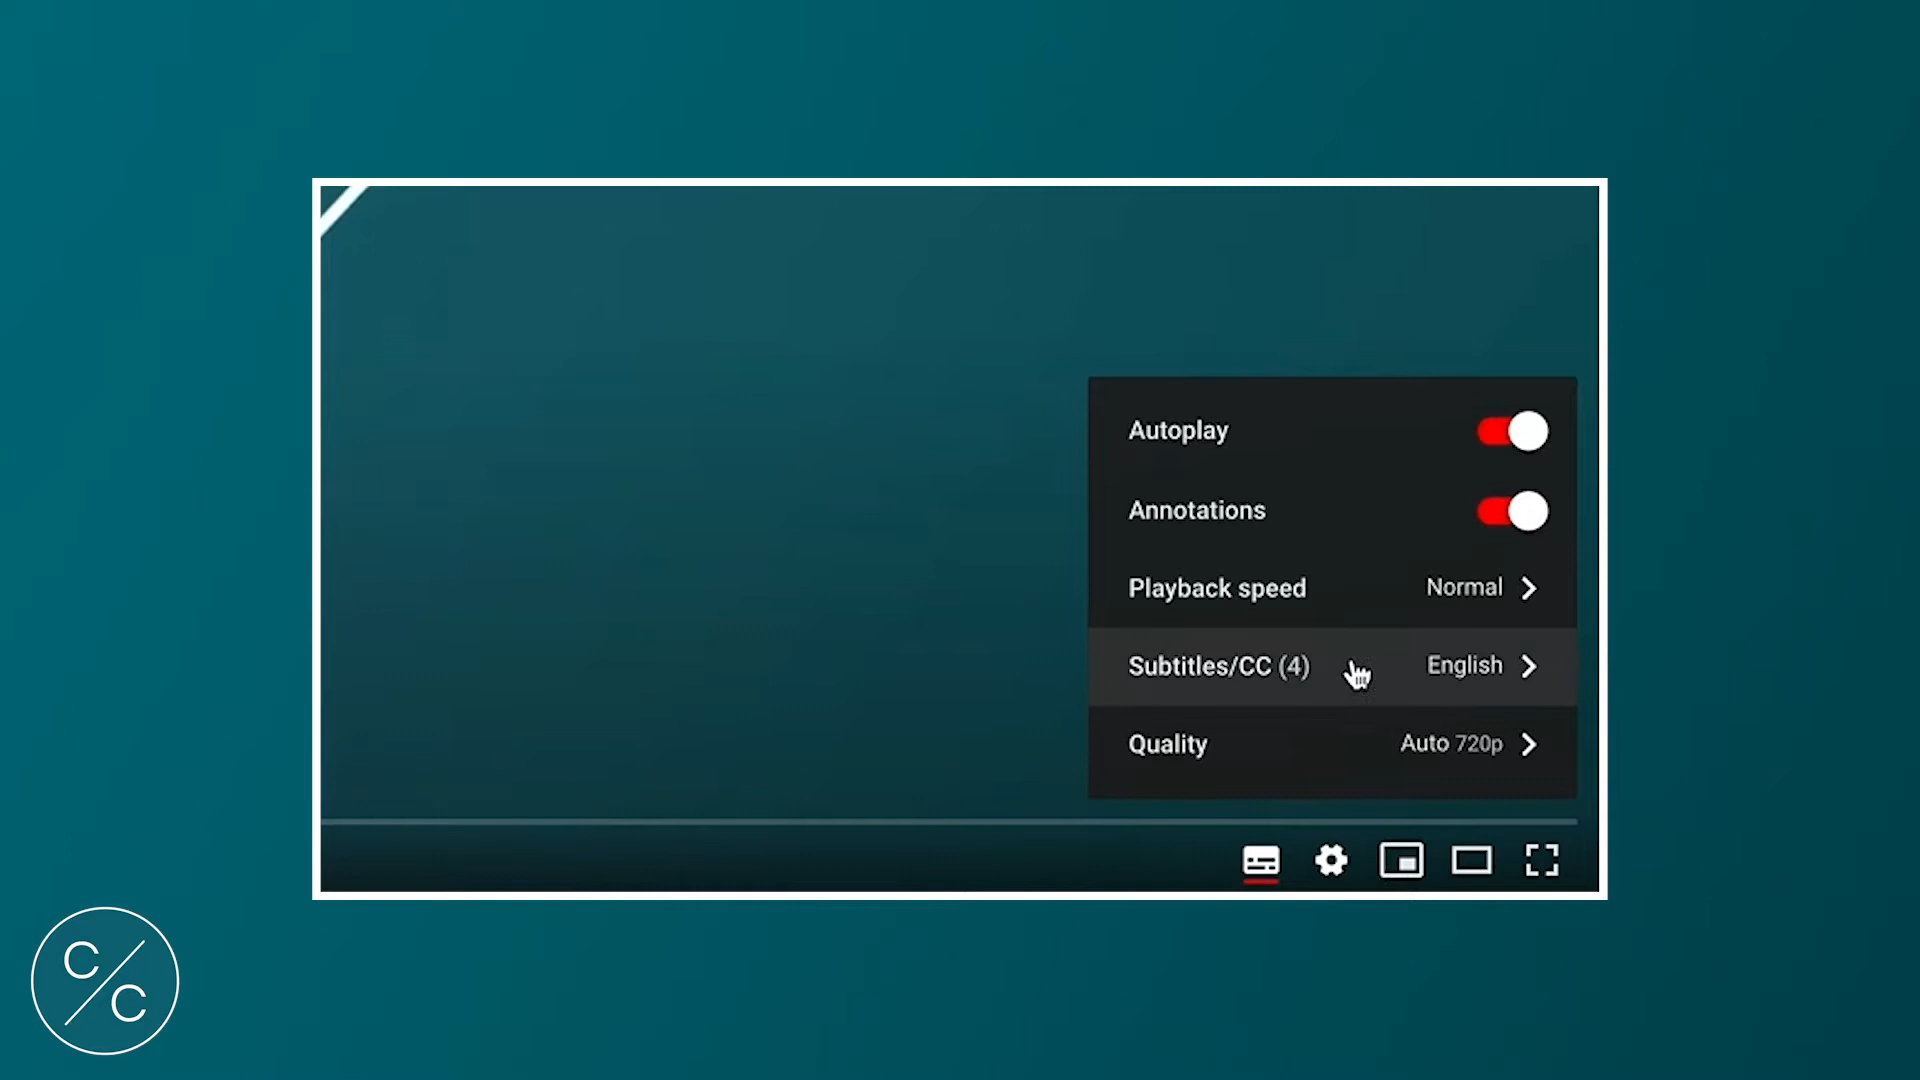 Autoplay
Annotations
Playback speed Normal
Subtitles/CC (4) English
Quality Auto 720p
C/C